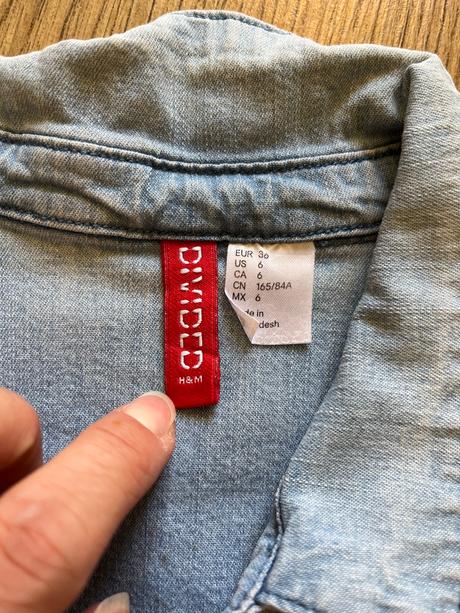 DIVIDED
H&M
EUR 36
US 6
CA 6
CN 165/84A
MX 6
de in
desh